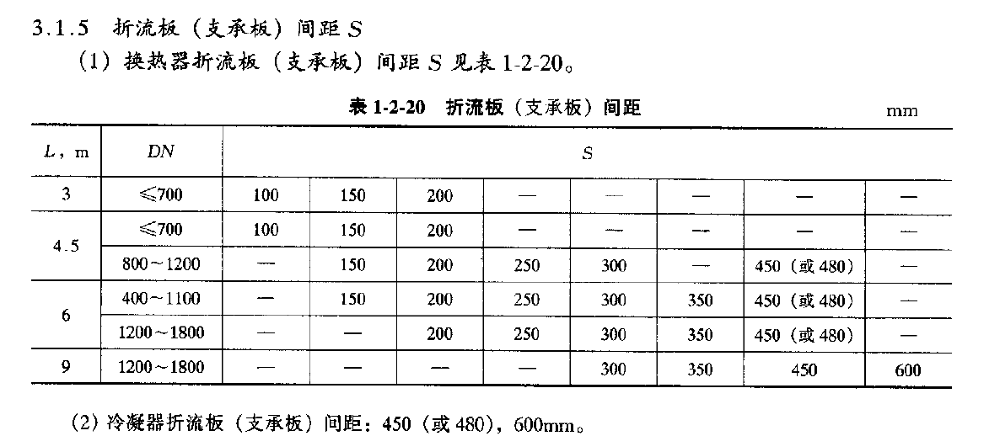 3.1.5 折流板（支承板）间距 S
(1) 换热器折流板（支承板）间距 S 见表 1-2-20。
表 1-2-20 折流板（支承板）间距 mm
L，m DN S
3 ≤700 100 150 200 — — — — —
4.5 ≤700 100 150 200 — — — — —
800～1200 — 150 200 250 300 — 450（或 480） —
6 400～1100 — 150 200 250 300 350 450（或 480） —
1200～1800 — — 200 250 300 350 450（或 480） —
9 1200～1800 — — — — 300 350 450 600
(2) 冷凝器折流板（支承板）间距：450（或 480），600mm。